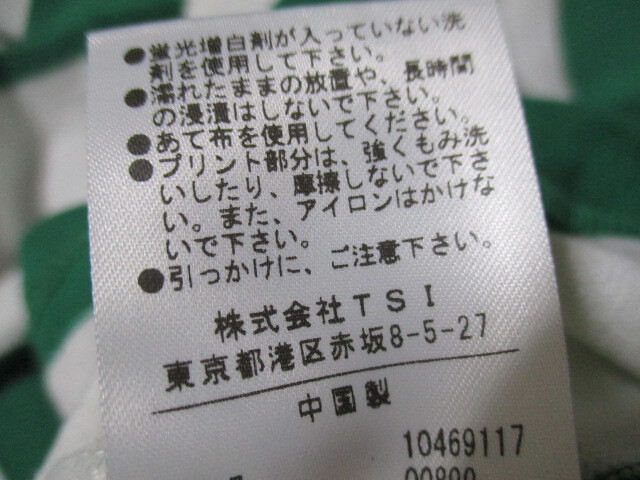 ●蛍光増白剤が入っていない洗
剤を使用して下さい。
●濡れたままの放置や、長時間
の浸漬はしないで下さい。
●あて布を使用してください。
●プリント部分は、強くもみ洗
いしたり、摩擦しないで下さ
い。また、アイロンはかけな
いで下さい。
●引っかけに、ご注意下さい。
株式会社TSI
東京都港区赤坂8-5-27
中国製
10469117